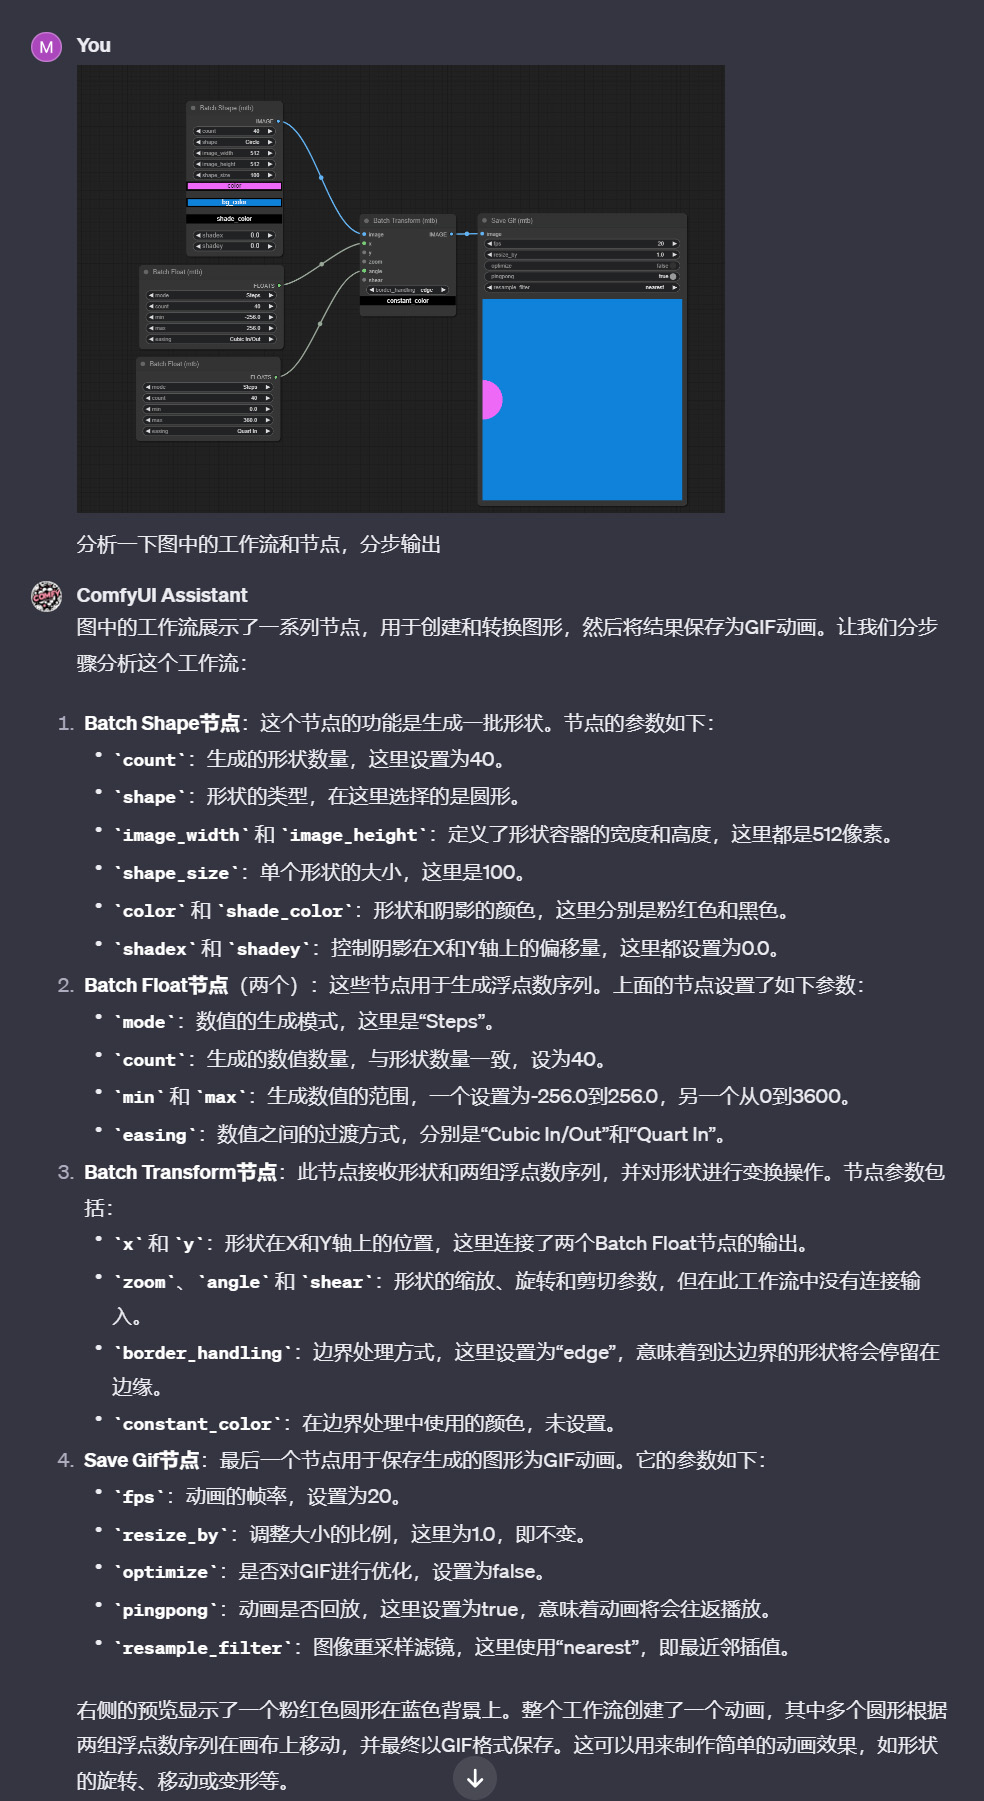 M
You
Batch Shape (mtb)
IMAGE
count 40
shape Circle
image_width 512
image_height 512
shape_size 100
color
bg_color
shade_color
shadex 0.0
shadey 0.0
Batch Float (mtb)
FLOATS
mode Steps
count 40
min -256.0
max 256.0
easing Cubic In/Out
Batch Float (mtb)
FLOATS
mode Steps
count 40
min 0.0
max 360.0
easing Quart In
Batch Transform (mtb)
image IMAGE
x
y
zoom
angle
shear
border_handling edge
constant_color
Save Gif (mtb)
image
fps 20
resize_by 1.0
optimize false
pingpong true
resample_filter nearest
分析一下图中的工作流和节点，分步输出
COMFY
ComfyUI Assistant
图中的工作流展示了一系列节点，用于创建和转换图形，然后将结果保存为GIF动画。让我们分步
骤分析这个工作流：
1. Batch Shape节点：这个节点的功能是生成一批形状。节点的参数如下：
• `count`：生成的形状数量，这里设置为40。
• `shape`：形状的类型，在这里选择的是圆形。
• `image_width` 和 `image_height`：定义了形状容器的宽度和高度，这里都是512像素。
• `shape_size`：单个形状的大小，这里是100。
• `color` 和 `shade_color`：形状和阴影的颜色，这里分别是粉红色和黑色。
• `shadex` 和 `shadey`：控制阴影在X和Y轴上的偏移量，这里都设置为0.0。
2. Batch Float节点（两个）：这些节点用于生成浮点数序列。上面的节点设置了如下参数：
• `mode`：数值的生成模式，这里是“Steps”。
• `count`：生成的数值数量，与形状数量一致，设为40。
• `min` 和 `max`：生成数值的范围，一个设置为-256.0到256.0，另一个从0到3600。
• `easing`：数值之间的过渡方式，分别是“Cubic In/Out”和“Quart In”。
3. Batch Transform节点：此节点接收形状和两组浮点数序列，并对形状进行变换操作。节点参数包
括：
• `x` 和 `y`：形状在X和Y轴上的位置，这里连接了两个Batch Float节点的输出。
• `zoom`、`angle` 和 `shear`：形状的缩放、旋转和剪切参数，但在此工作流中没有连接输
入。
• `border_handling`：边界处理方式，这里设置为“edge”，意味着到达边界的形状将会停留在
边缘。
• `constant_color`：在边界处理中使用的颜色，未设置。
4. Save Gif节点：最后一个节点用于保存生成的图形为GIF动画。它的参数如下：
• `fps`：动画的帧率，设置为20。
• `resize_by`：调整大小的比例，这里为1.0，即不变。
• `optimize`：是否对GIF进行优化，设置为false。
• `pingpong`：动画是否回放，这里设置为true，意味着动画将会往返播放。
• `resample_filter`：图像重采样滤镜，这里使用“nearest”，即最近邻插值。
右侧的预览显示了一个粉红色圆形在蓝色背景上。整个工作流创建了一个动画，其中多个圆形根据
两组浮点数序列在画布上移动，并最终以GIF格式保存。这可以用来制作简单的动画效果，如形状
的旋转、移动或变形等。